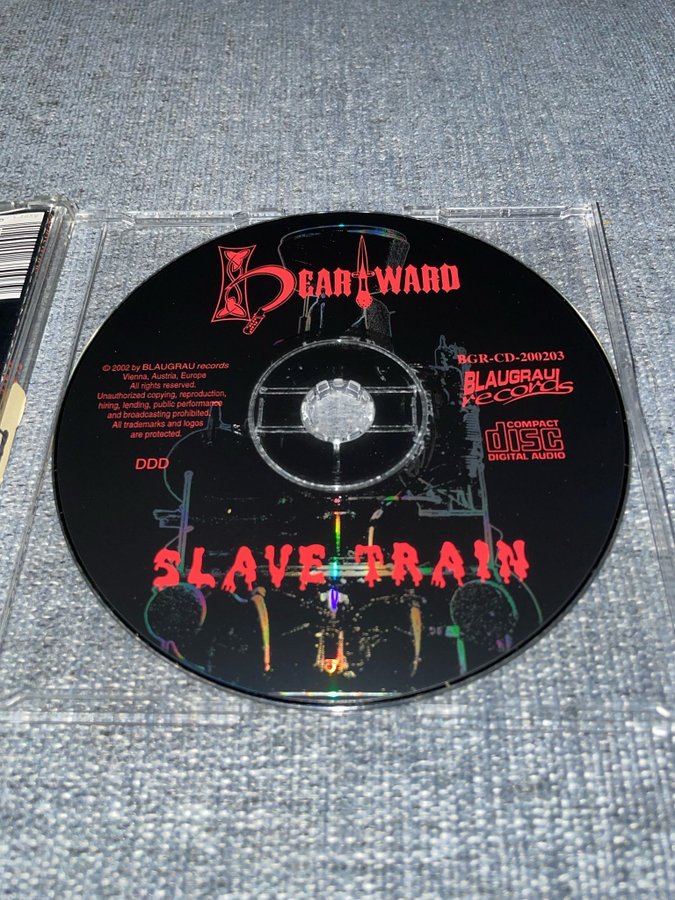 HEARTWARD
© 2002 by BLAUGRAU records
Vienna, Austria, Europe
All rights reserved.
Unauthorized copying, reproduction,
hiring, lending, public performance
and broadcasting prohibited.
All trademarks and logos
are protected.
DDD
BGR-CD-200203
BLAUGRAU
records
COMPACT
disc
DIGITAL AUDIO
SLAVE TRAIN